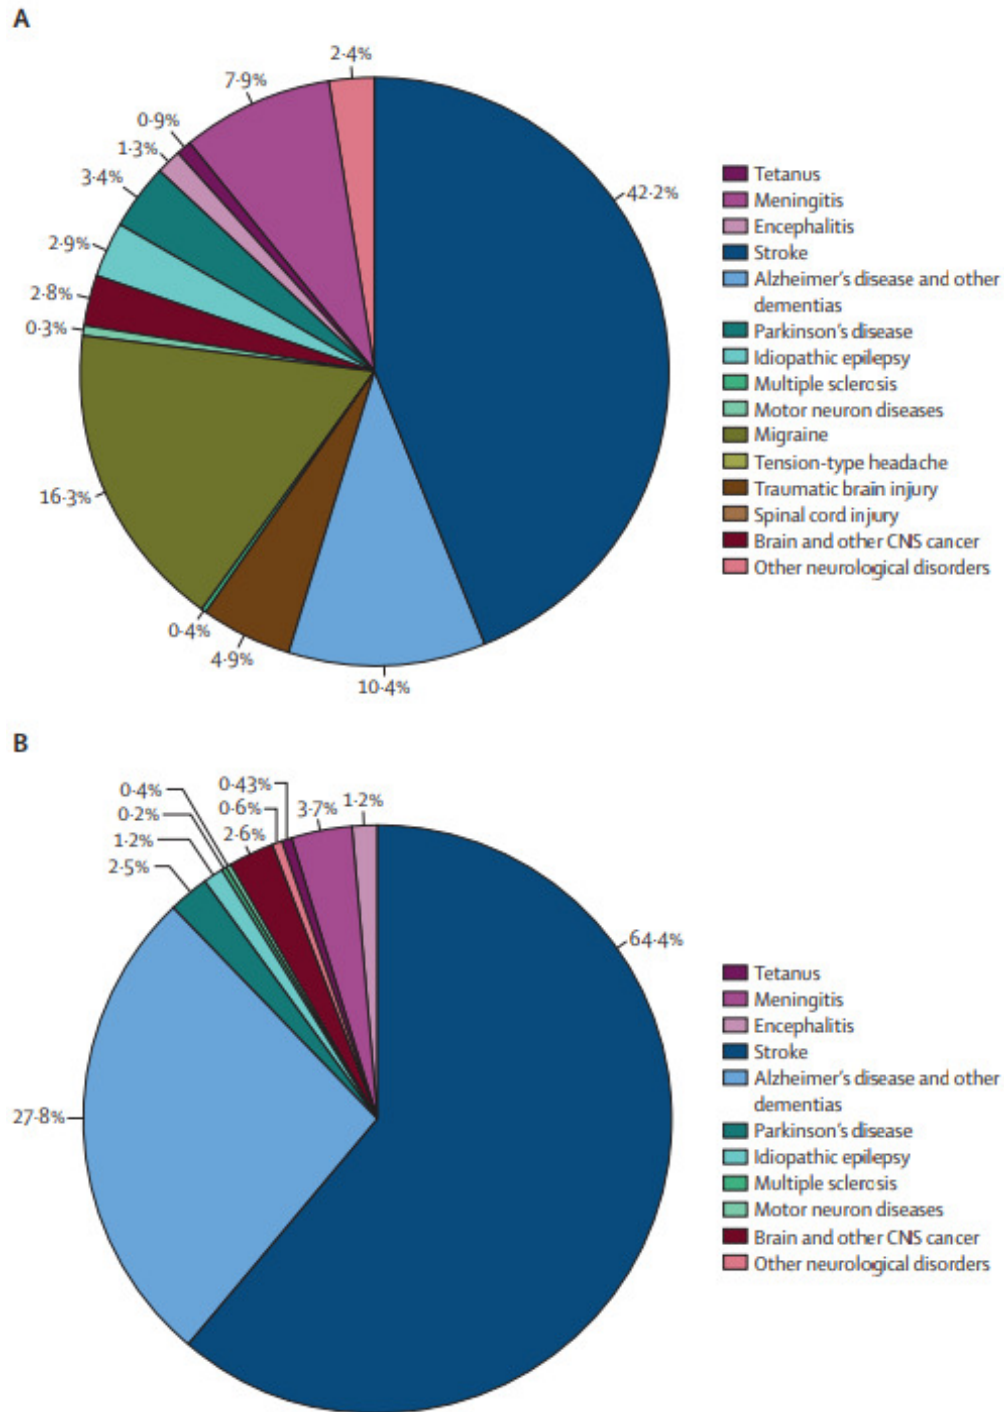 A
2·4%
7·9%
0·9%
1·3%
3·4%
2·9%
2·8%
0·3%
16·3%
0·4%
4·9%
10·4%
42·2%
Tetanus
Meningitis
Encephalitis
Stroke
Alzheimer's disease and other
dementias
Parkinson's disease
Idiopathic epilepsy
Multiple sclerosis
Motor neuron diseases
Migraine
Tension-type headache
Traumatic brain injury
Spinal cord injury
Brain and other CNS cancer
Other neurological disorders
B
0·43%
0·4%
0·6%
3·7%
1·2%
0·2%
2·6%
1·2%
2·5%
64·4%
27·8%
Tetanus
Meningitis
Encephalitis
Stroke
Alzheimer's disease and other
dementias
Parkinson's disease
Idiopathic epilepsy
Multiple sclerosis
Motor neuron diseases
Brain and other CNS cancer
Other neurological disorders